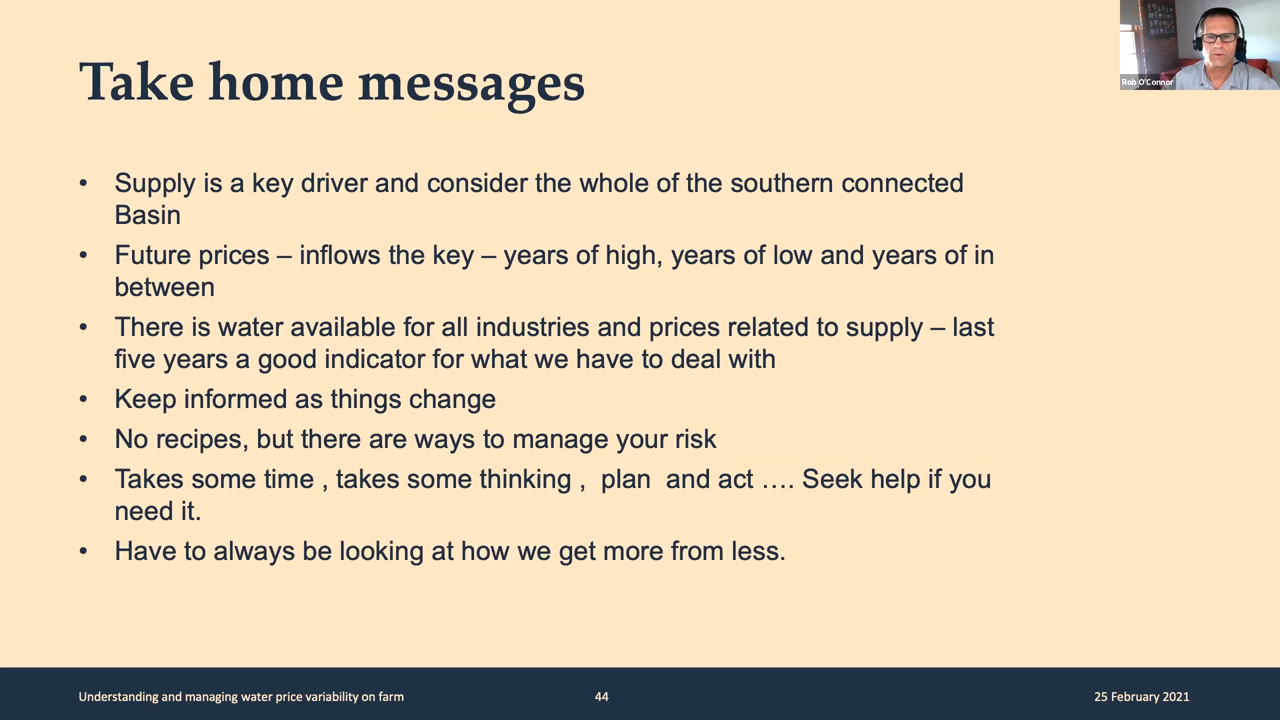 Take home messages
Rob O'Connor
• Supply is a key driver and consider the whole of the southern connected
Basin
• Future prices – inflows the key – years of high, years of low and years of in
between
• There is water available for all industries and prices related to supply – last
five years a good indicator for what we have to deal with
• Keep informed as things change
• No recipes, but there are ways to manage your risk
• Takes some time , takes some thinking ,  plan  and act …. Seek help if you
need it.
• Have to always be looking at how we get more from less.
Understanding and managing water price variability on farm
44
25 February 2021